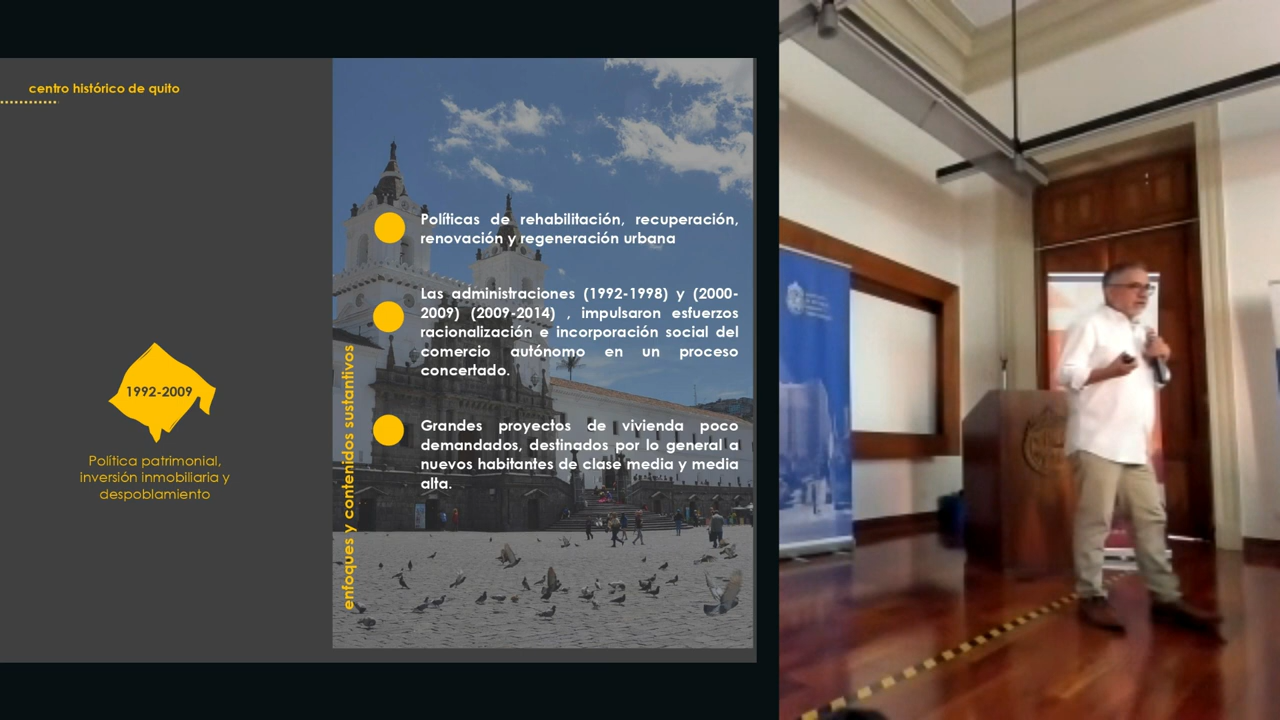 centro histórico de quito
Políticas de rehabilitación, recuperación,
renovación y regeneración urbana
Las administraciones (1992-1998) y (2000-
2009) (2009-2014) , impulsaron esfuerzos
racionalización e incorporación social del
comercio autónomo en un proceso
concertado.
Grandes proyectos de vivienda poco
demandados, destinados por lo general a
nuevos habitantes de clase media y media
alta.
enfoques y contenidos sustantivos
1992-2009
Política patrimonial,
inversión inmobiliaria y
despoblamiento